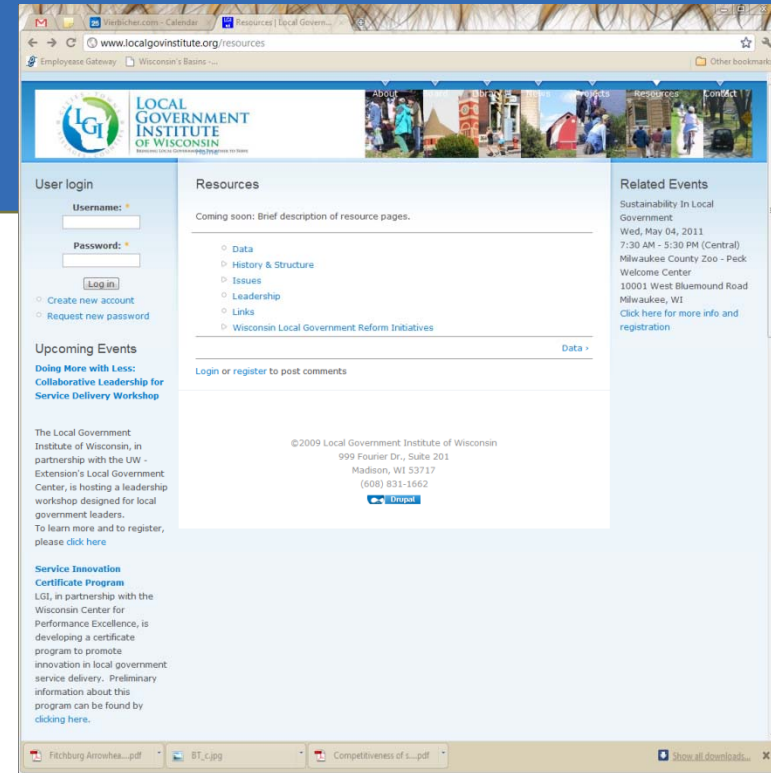 Vierbicher.com - Calendar
Resources | Local Govern...
www.localgovinstitute.org/resources
Employease Gateway
Wisconsin's Basins -...
Other bookmarks
About
Library
News
Projects
Resources
Contact
LGI
LOCAL
GOVERNMENT
INSTITUTE
OF WISCONSIN
User login
Username: *
Password: *
Log in
Create new account
Request new password
Upcoming Events
Doing More with Less:
Collaborative Leadership for
Service Delivery Workshop
The Local Government
Institute of Wisconsin, in
partnership with the UW -
Extension's Local Government
Center, is hosting a leadership
workshop designed for local
government leaders.
To learn more and to register,
please click here
Service Innovation
Certificate Program
LGI, in partnership with the
Wisconsin Center for
Performance Excellence, is
developing a certificate
program to promote
innovation in local government
service delivery. Preliminary
information about this
program can be found by
clicking here.
Resources
Coming soon: Brief description of resource pages.
Data
History & Structure
Issues
Leadership
Links
Wisconsin Local Government Reform Initiatives
Data ›
Login or register to post comments
©2009 Local Government Institute of Wisconsin
999 Fourier Dr., Suite 201
Madison, WI 53717
(608) 831-1662
Drupal
Related Events
Sustainability In Local
Government
Wed, May 04, 2011
7:30 AM - 5:30 PM (Central)
Milwaukee County Zoo - Peck
Welcome Center
10001 West Bluemound Road
Milwaukee, WI
Click here for more info and
registration
Fitchburg Arrowhea....pdf
BT_c.jpg
Competitiveness of s....pdf
Show all downloads...